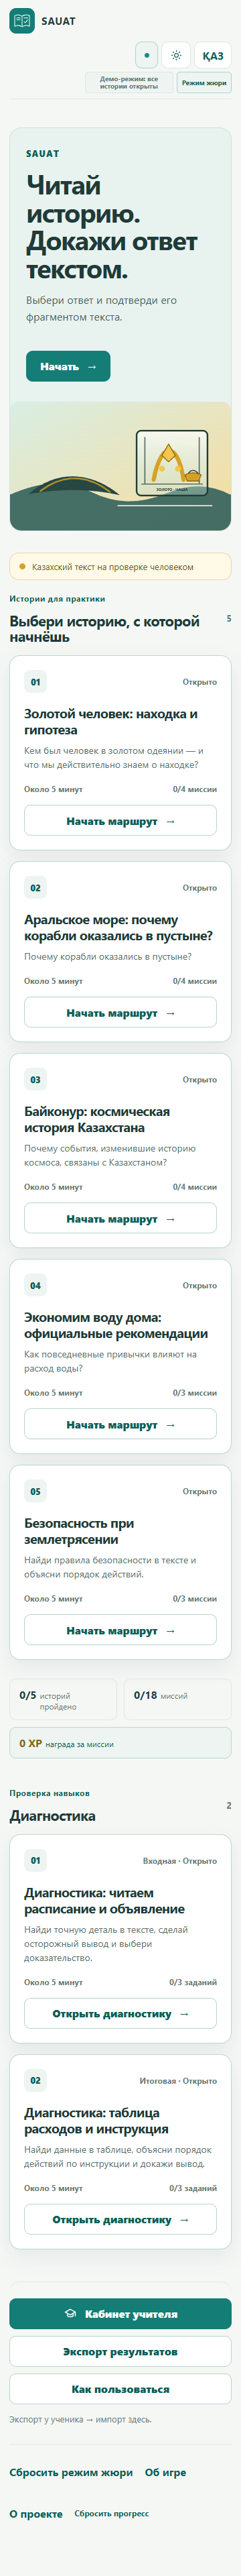 SAUAT
ҚАЗ
Демо-режим: все
истории открыты
Режим жюри
SAUAT
Читай
историю.
Докажи ответ
текстом.
Выбери ответ и подтверди его
фрагментом текста.
Начать →
Казахский текст на проверке человеком
Истории для практики
Выбери историю, с которой
начнёшь
5
01
Открыто
Золотой человек: находка и
гипотеза
Кем был человек в золотом одеянии — и
что мы действительно знаем о находке?
Около 5 минут
0/4 миссии
Начать маршрут →
02
Открыто
Аральское море: почему
корабли оказались в пустыне?
Почему корабли оказались в пустыне?
Около 5 минут
0/4 миссии
Начать маршрут →
03
Открыто
Байконур: космическая
история Казахстана
Почему события, изменившие историю
космоса, связаны с Казахстаном?
Около 5 минут
0/4 миссии
Начать маршрут →
04
Открыто
Экономим воду дома:
официальные рекомендации
Как повседневные привычки влияют на
расход воды?
Около 5 минут
0/3 миссии
Начать маршрут →
05
Открыто
Безопасность при
землетрясении
Найди правила безопасности в тексте и
объясни порядок действий.
Около 5 минут
0/3 миссии
Начать маршрут →
0/5 историй
пройдено
0/18 миссий
0 XP награда за миссии
Проверка навыков
Диагностика
2
01
Входная · Открыто
Диагностика: читаем
расписание и объявление
Найди точную деталь в тексте, сделай
осторожный вывод и выбери
доказательство.
Около 5 минут
0/3 заданий
Открыть диагностику →
02
Итоговая · Открыто
Диагностика: таблица
расходов и инструкция
Найди данные в таблице, объясни порядок
действий по инструкции и докажи вывод.
Около 5 минут
0/3 заданий
Открыть диагностику →
Кабинет учителя
Экспорт результатов
Как пользоваться
Экспорт у ученика → импорт здесь.
Сбросить режим жюри
Об игре
О проекте
Сбросить прогресс